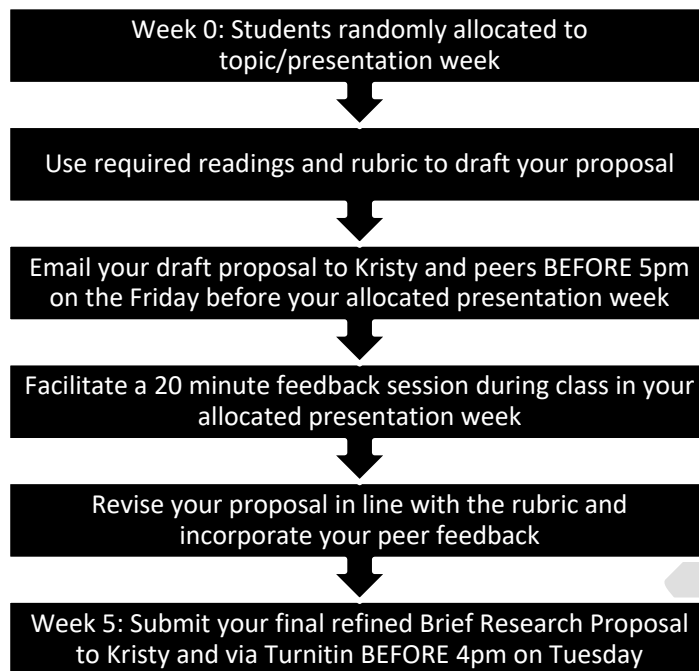 Week 0: Students randomly allocated to
topic/presentation week
Use required readings and rubric to draft your proposal
Email your draft proposal to Kristy and peers BEFORE 5pm
on the Friday before your allocated presentation week
Facilitate a 20 minute feedback session during class in your
allocated presentation week
Revise your proposal in line with the rubric and
incorporate your peer feedback
Week 5: Submit your final refined Brief Research Proposal
to Kristy and via Turnitin BEFORE 4pm on Tuesday